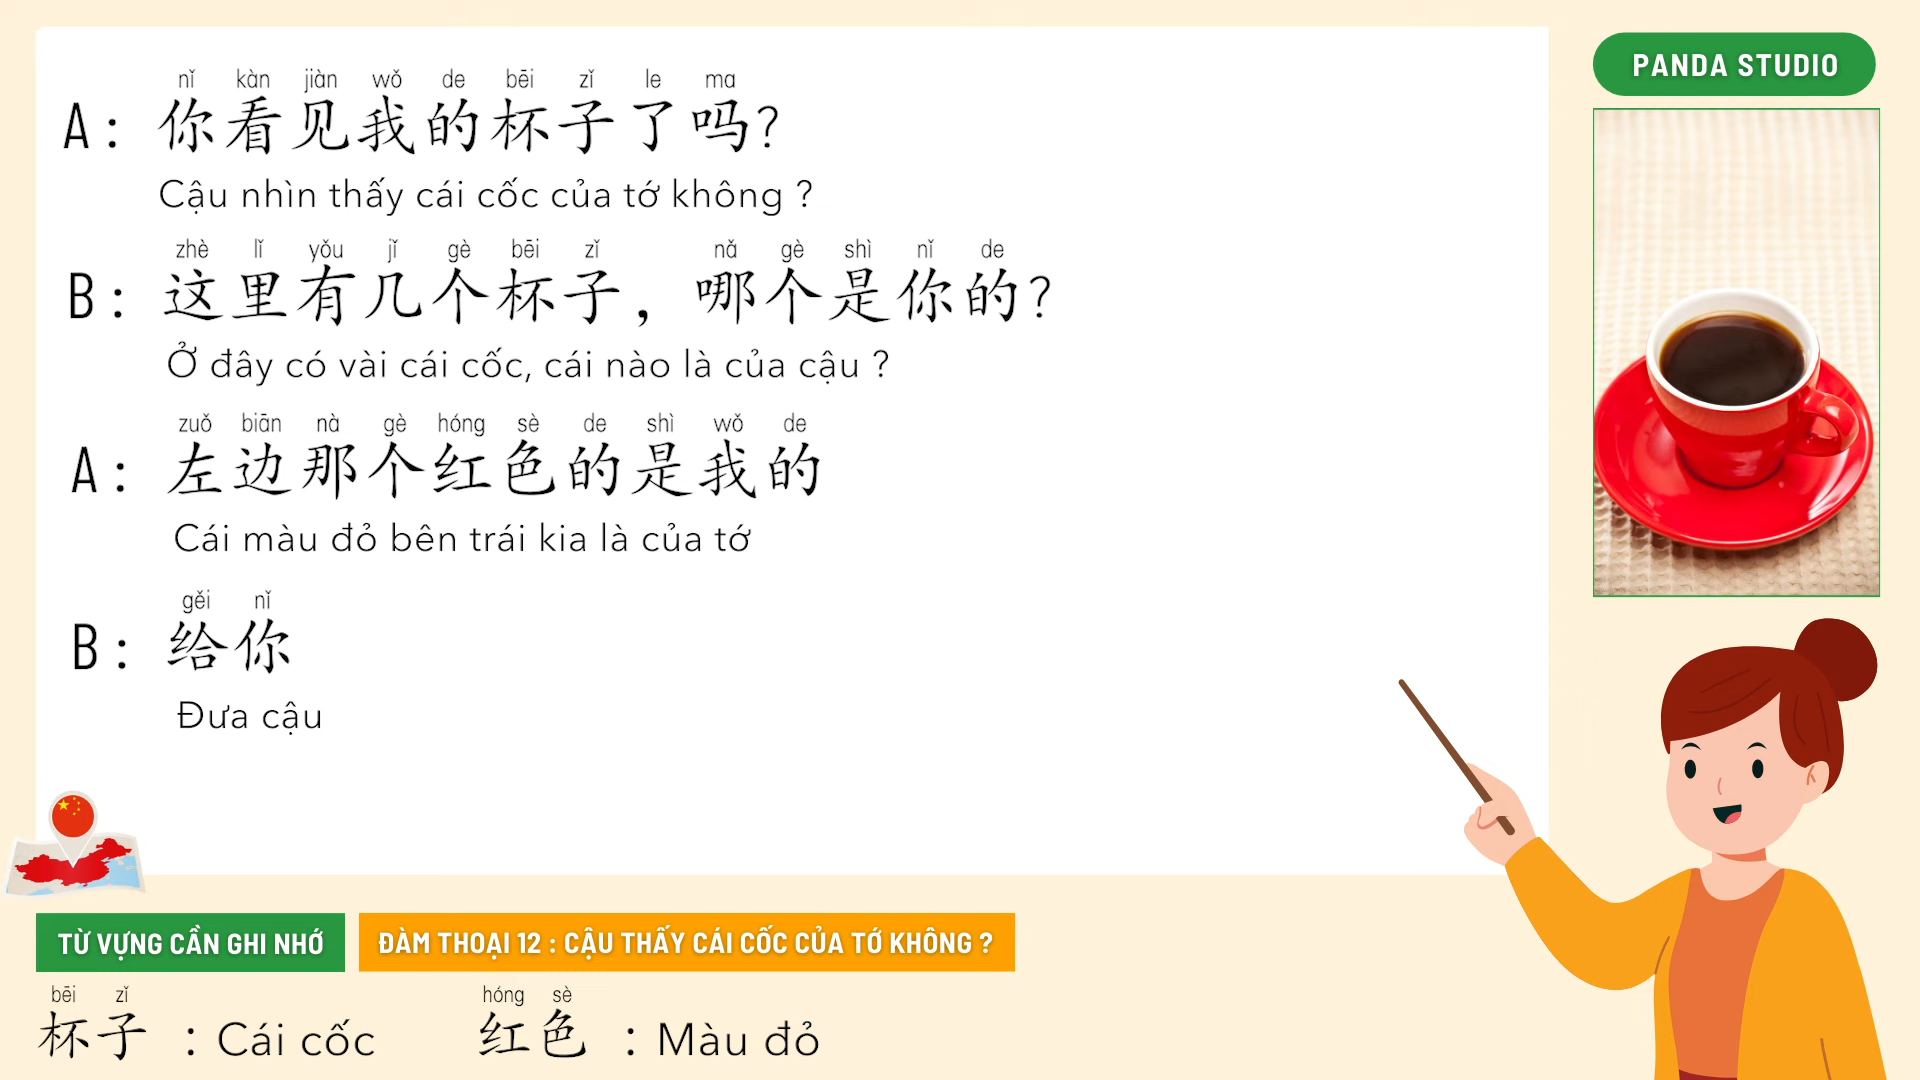 PANDA STUDIO
nǐ kàn jiàn wǒ de bēi zǐ le ma
A: 你看见我的杯子了吗?
Cậu nhìn thấy cái cốc của tớ không ?
zhè lǐ yǒu jǐ gè bēi zǐ nǎ gè shì nǐ de
B: 这里有几个杯子，哪个是你的?
Ở đây có vài cái cốc, cái nào là của cậu ?
zuǒ biān nà gè hóng sè de shì wǒ de
A: 左边那个红色的是我的
Cái màu đỏ bên trái kia là của tớ
gěi nǐ
B: 给你
Đưa cậu
TỪ VỰNG CẦN GHI NHỚ
ĐÀM THOẠI 12 : CẬU THẤY CÁI CỐC CỦA TỚ KHÔNG ?
bēi zǐ hóng sè
杯子 : Cái cốc 红色 : Màu đỏ